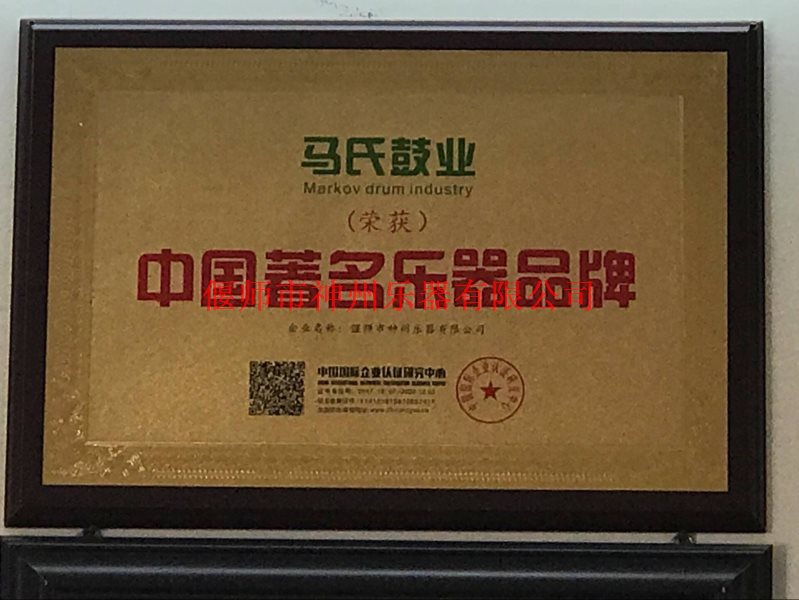 马氏鼓业
Markov drum industry
（荣获）
中国著名乐器品牌
偃师市神州乐器有限公司
企业名称：偃师市神州乐器有限公司
中国国际企业认证研究中心